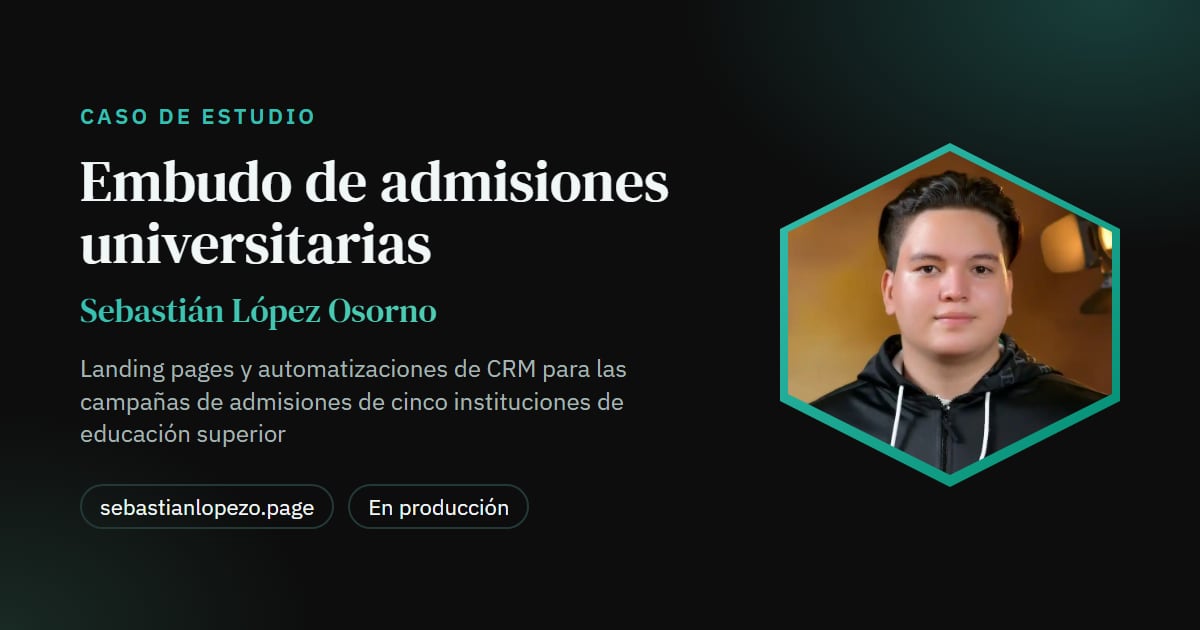 CASO DE ESTUDIO
Embudo de admisiones
universitarias
Sebastián López Osorno
Landing pages y automatizaciones de CRM para las
campañas de admisiones de cinco instituciones de
educación superior
sebastianlopezo.page
En producción